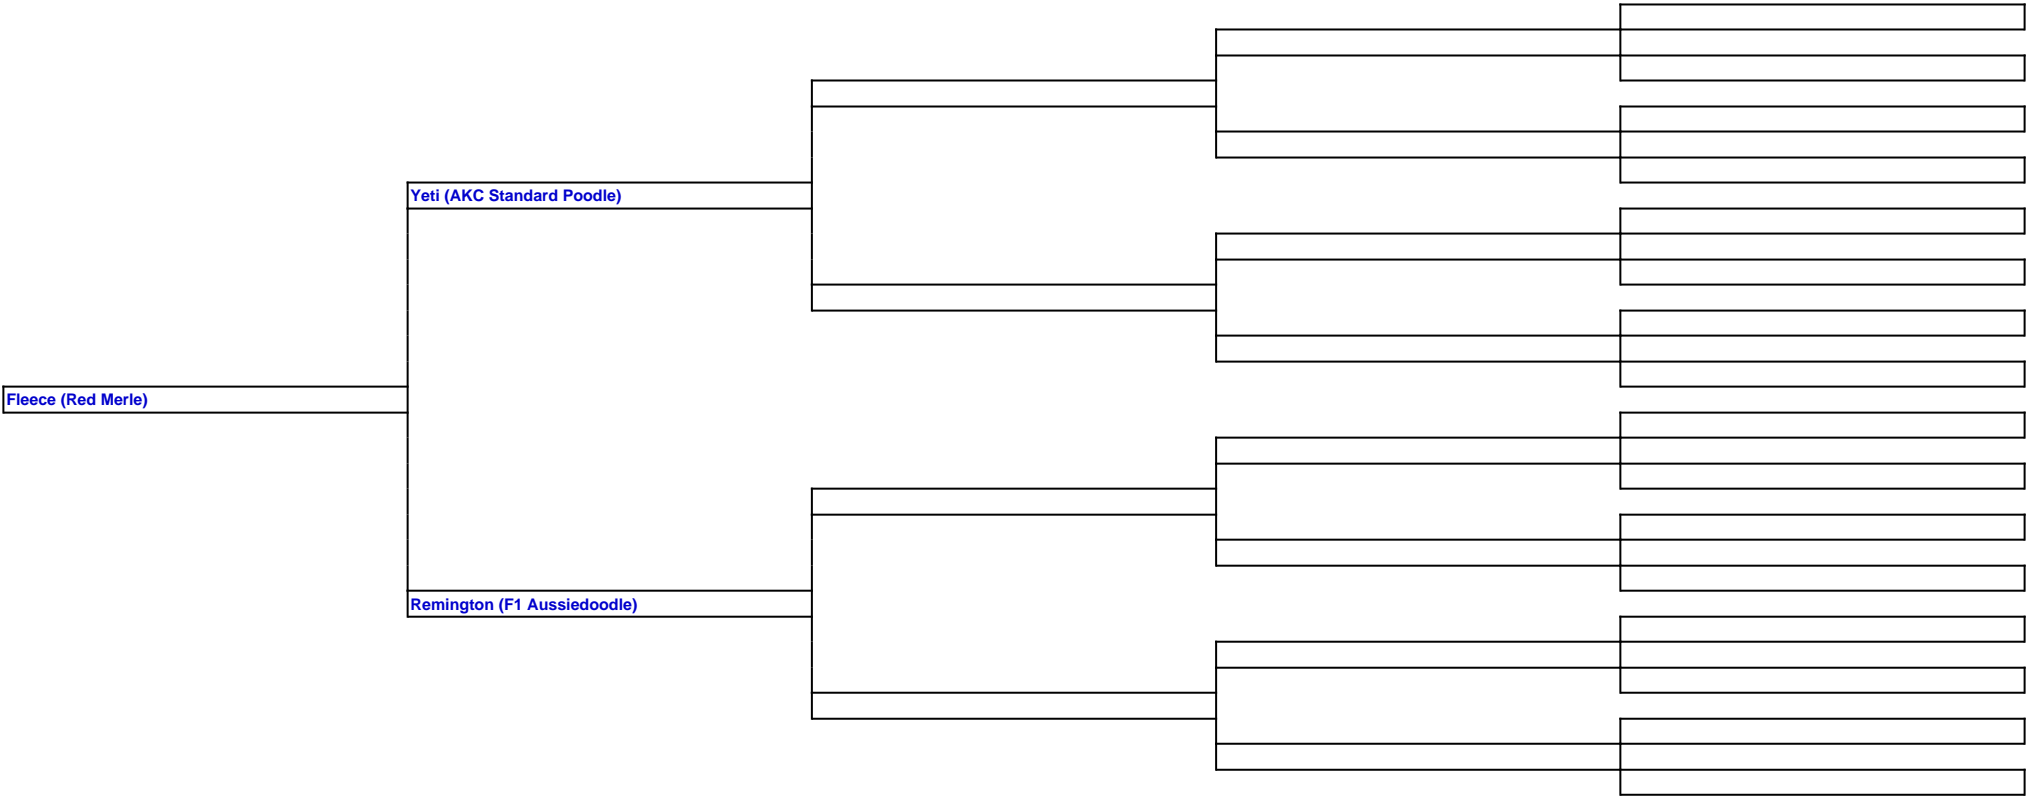 Yeti (AKC Standard Poodle)
Fleece (Red Merle)
Remington (F1 Aussiedoodle)